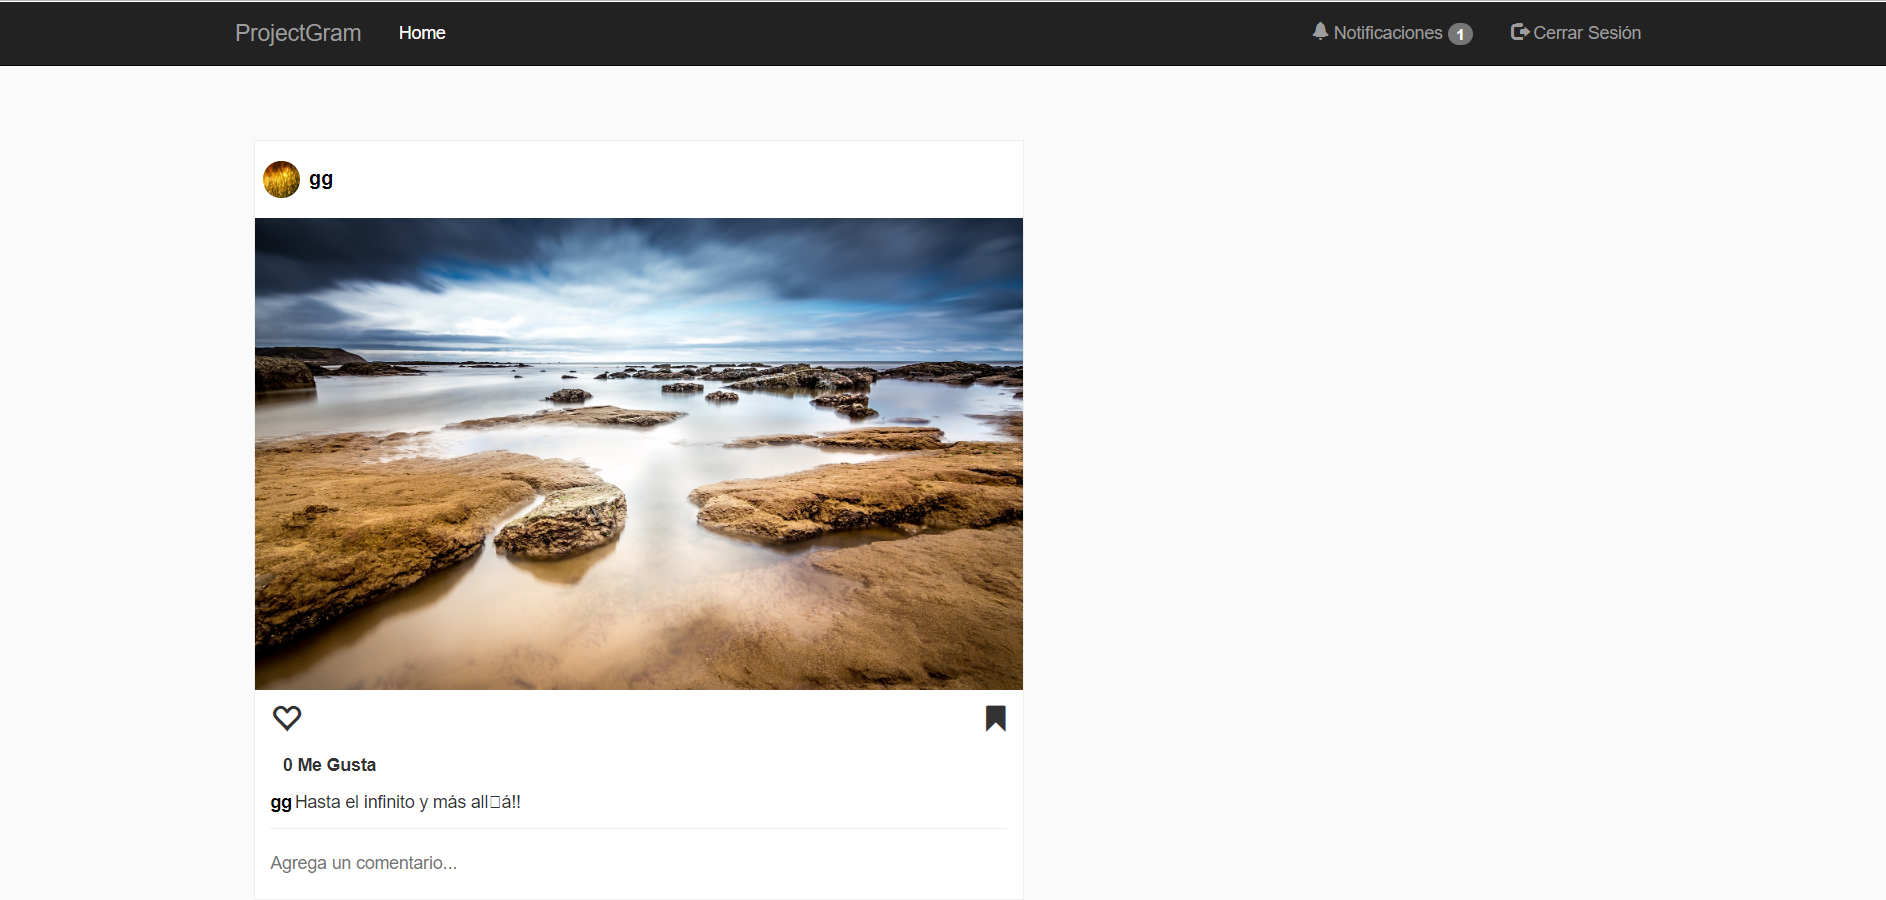 ProjectGram Home Notificaciones 1 Cerrar Sesión
gg
0 Me Gusta
gg Hasta el infinito y más all□á!!
Agrega un comentario...